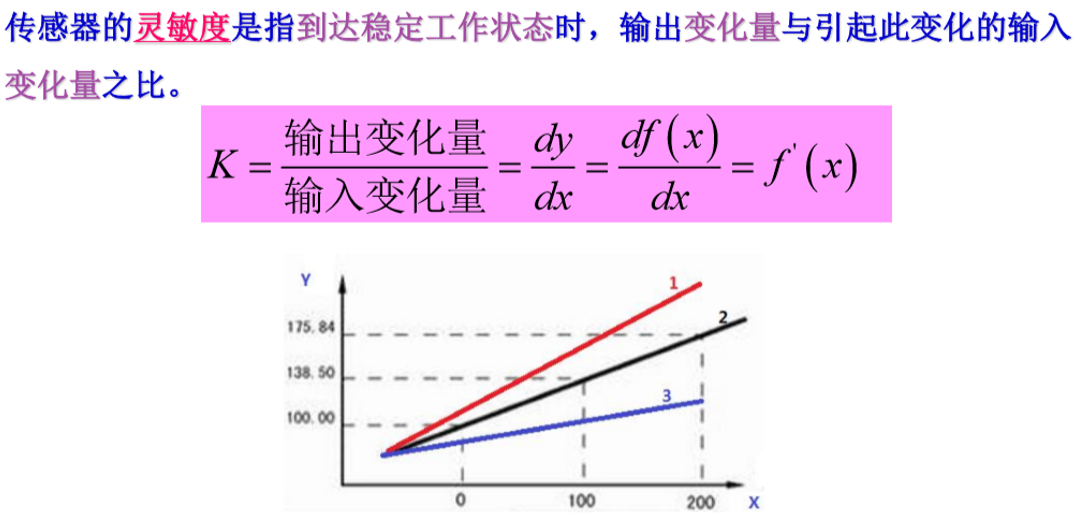 传感器的灵敏度是指到达稳定工作状态时，输出变化量与引起此变化的输入
变化量之比。
K = 输出变化量/输入变化量 = dy/dx = df(x)/dx = f'(x)
Y
1
2
175.84
138.50
3
100.00
0 100 200 X